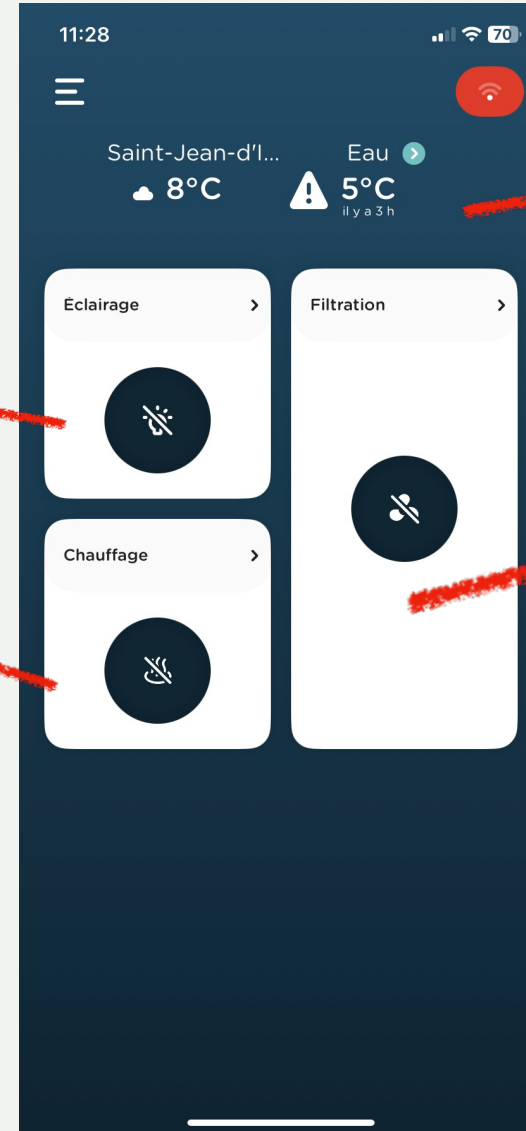 11:28
70
Saint-Jean-d'I...
Eau
8°C
5°C
il y a 3 h
Éclairage
Filtration
Chauffage